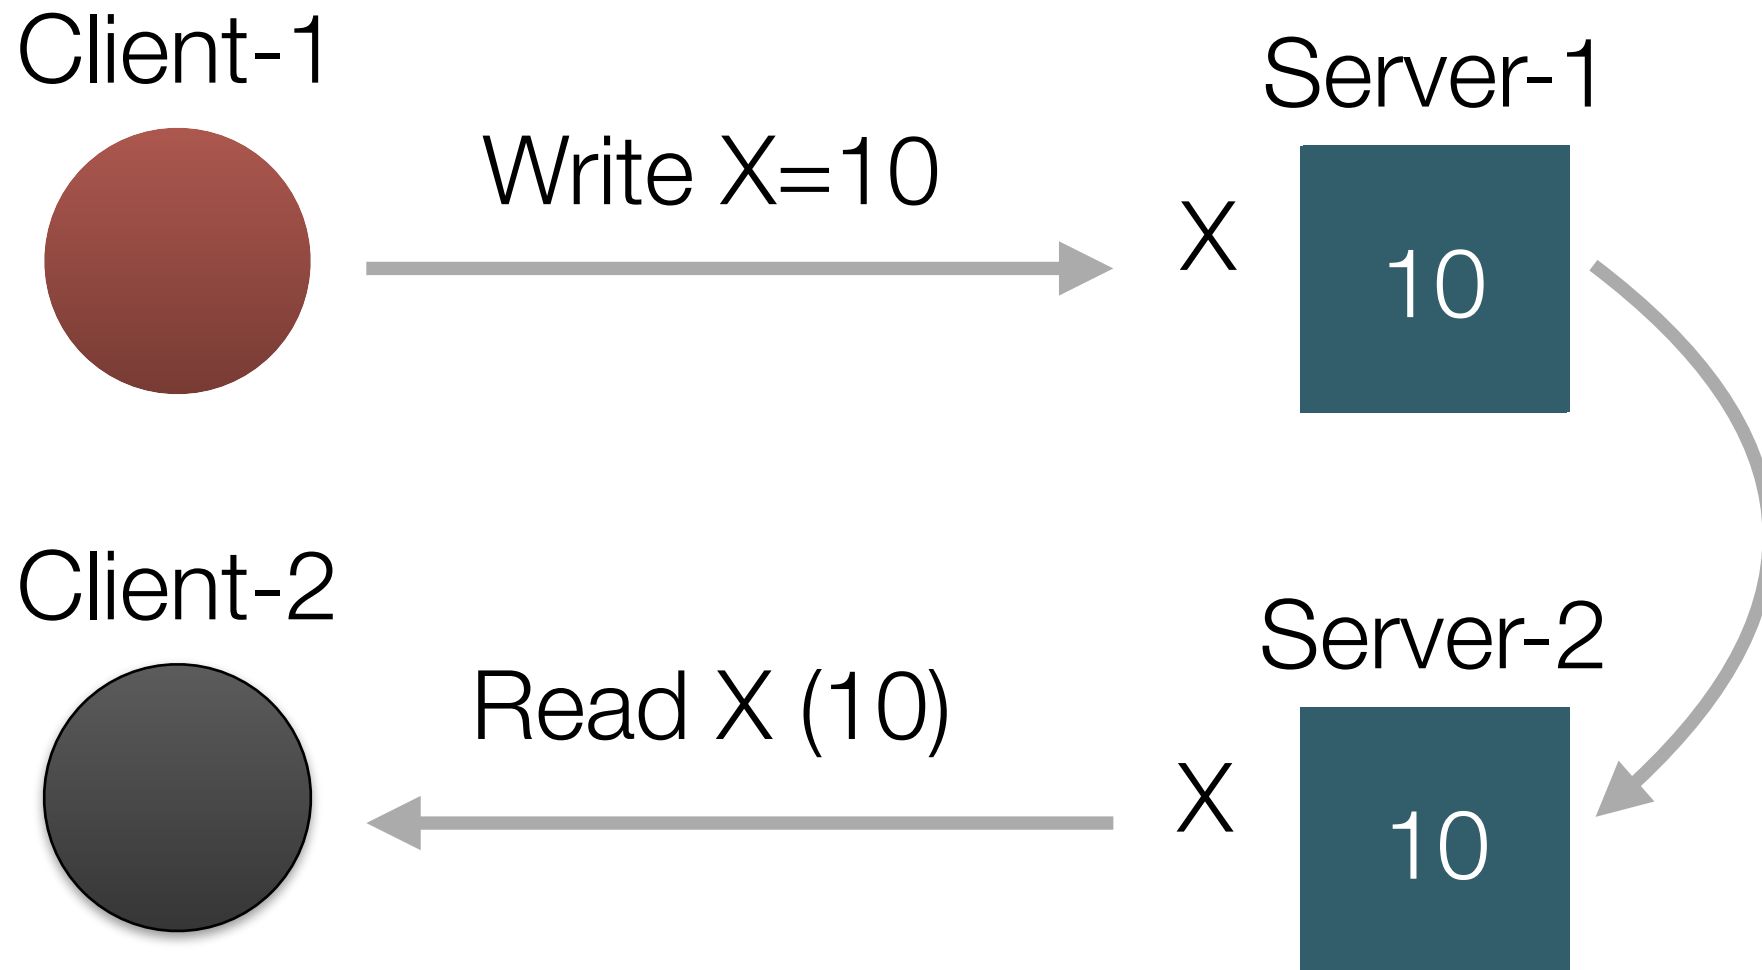 Client-1
Server-1
Write X=10
X
10
Client-2
Server-2
Read X (10)
X
10